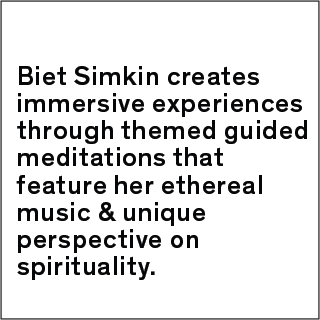 Biet Simkin creates
immersive experiences
through themed guided
meditations that
feature her ethereal
music & unique
perspective on
spirituality.